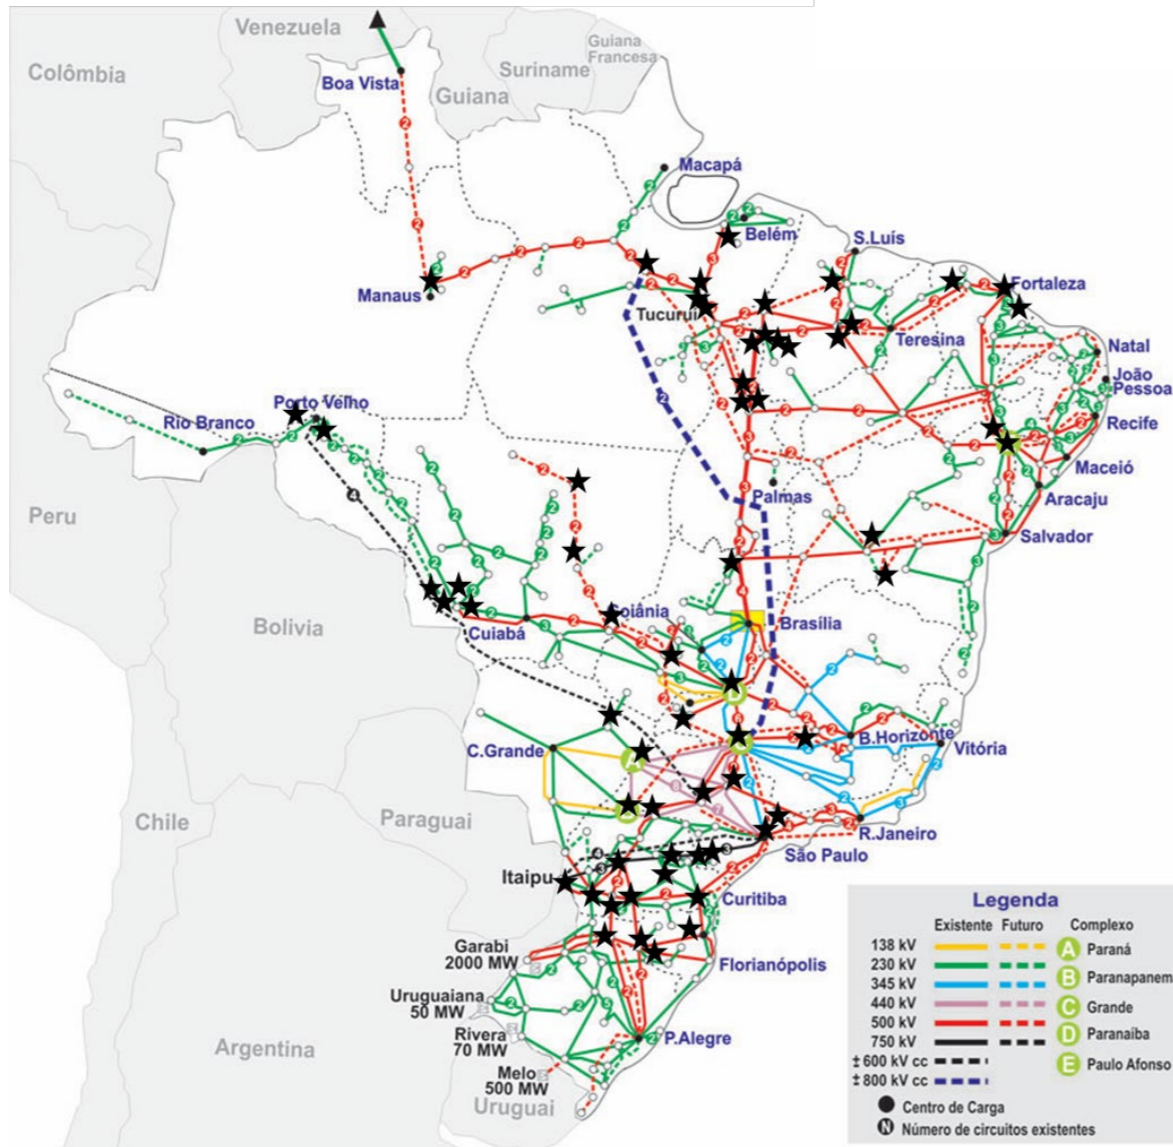 Venezuela
Guiana
Francesa
Colômbia
Suriname
Boa Vista
Guiana
Macapá
Belém
S.Luís
Manaus
Tucuruí
Fortaleza
Teresina
Natal
João
Pessoa
Porto Velho
Rio Branco
Recife
Maceió
Palmas
Aracaju
Peru
Salvador
Goiânia
Brasília
Cuiabá
Bolivia
C.Grande
B.Horizonte
Vitória
A
D
Chile
Paraguai
R.Janeiro
São Paulo
Itaipu
Curitiba
Garabi
2000 MW
Florianópolis
Uruguaiana
50 MW
Rivera
70 MW
P.Alegre
Argentina
Melo
500 MW
Uruguai
Legenda
Existente Futuro Complexo
138 kV A Paraná
230 kV B Paranapanem
345 kV
440 kV C Grande
500 kV D Paranaíba
750 kV
±600 kV cc E Paulo Afonso
±800 kV cc
Centro de Carga
N Número de circuitos existentes